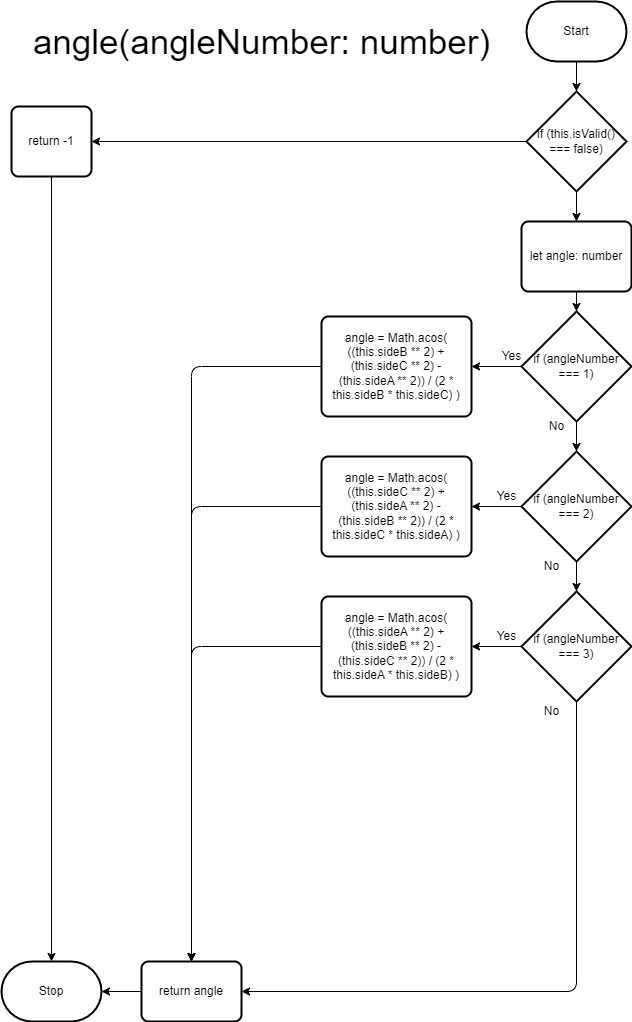 angle(angleNumber: number)
Start
if (this.isValid()
=== false)
return -1
let angle: number
if (angleNumber
=== 1)
Yes
angle = Math.acos(
((this.sideB ** 2) +
(this.sideC ** 2) -
(this.sideA ** 2)) / (2 *
this.sideB * this.sideC) )
No
if (angleNumber
=== 2)
Yes
angle = Math.acos(
((this.sideC ** 2) +
(this.sideA ** 2) -
(this.sideB ** 2)) / (2 *
this.sideC * this.sideA) )
No
if (angleNumber
=== 3)
Yes
angle = Math.acos(
((this.sideA ** 2) +
(this.sideB ** 2) -
(this.sideC ** 2)) / (2 *
this.sideA * this.sideB) )
No
return angle
Stop